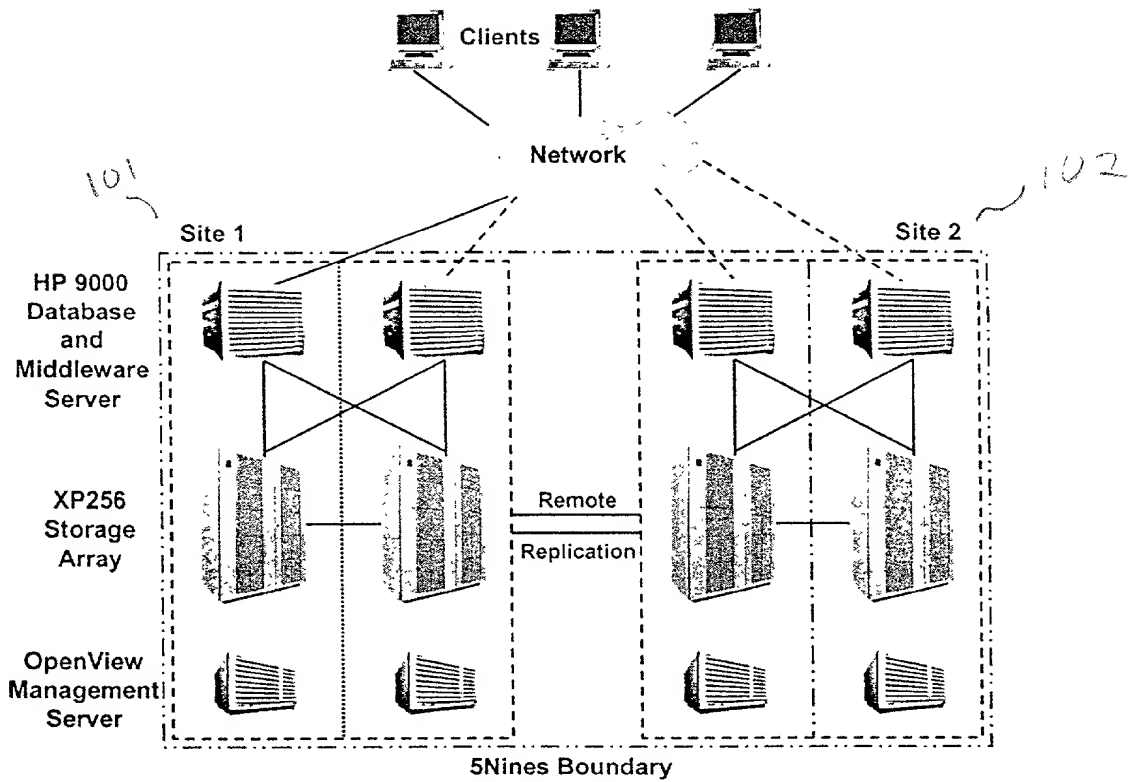 Clients
Network
101
102
Site 1
Site 2
HP 9000
Database
and
Middleware
Server
XP256
Storage
Array
Remote
Replication
OpenView
Management
Server
5Nines Boundary